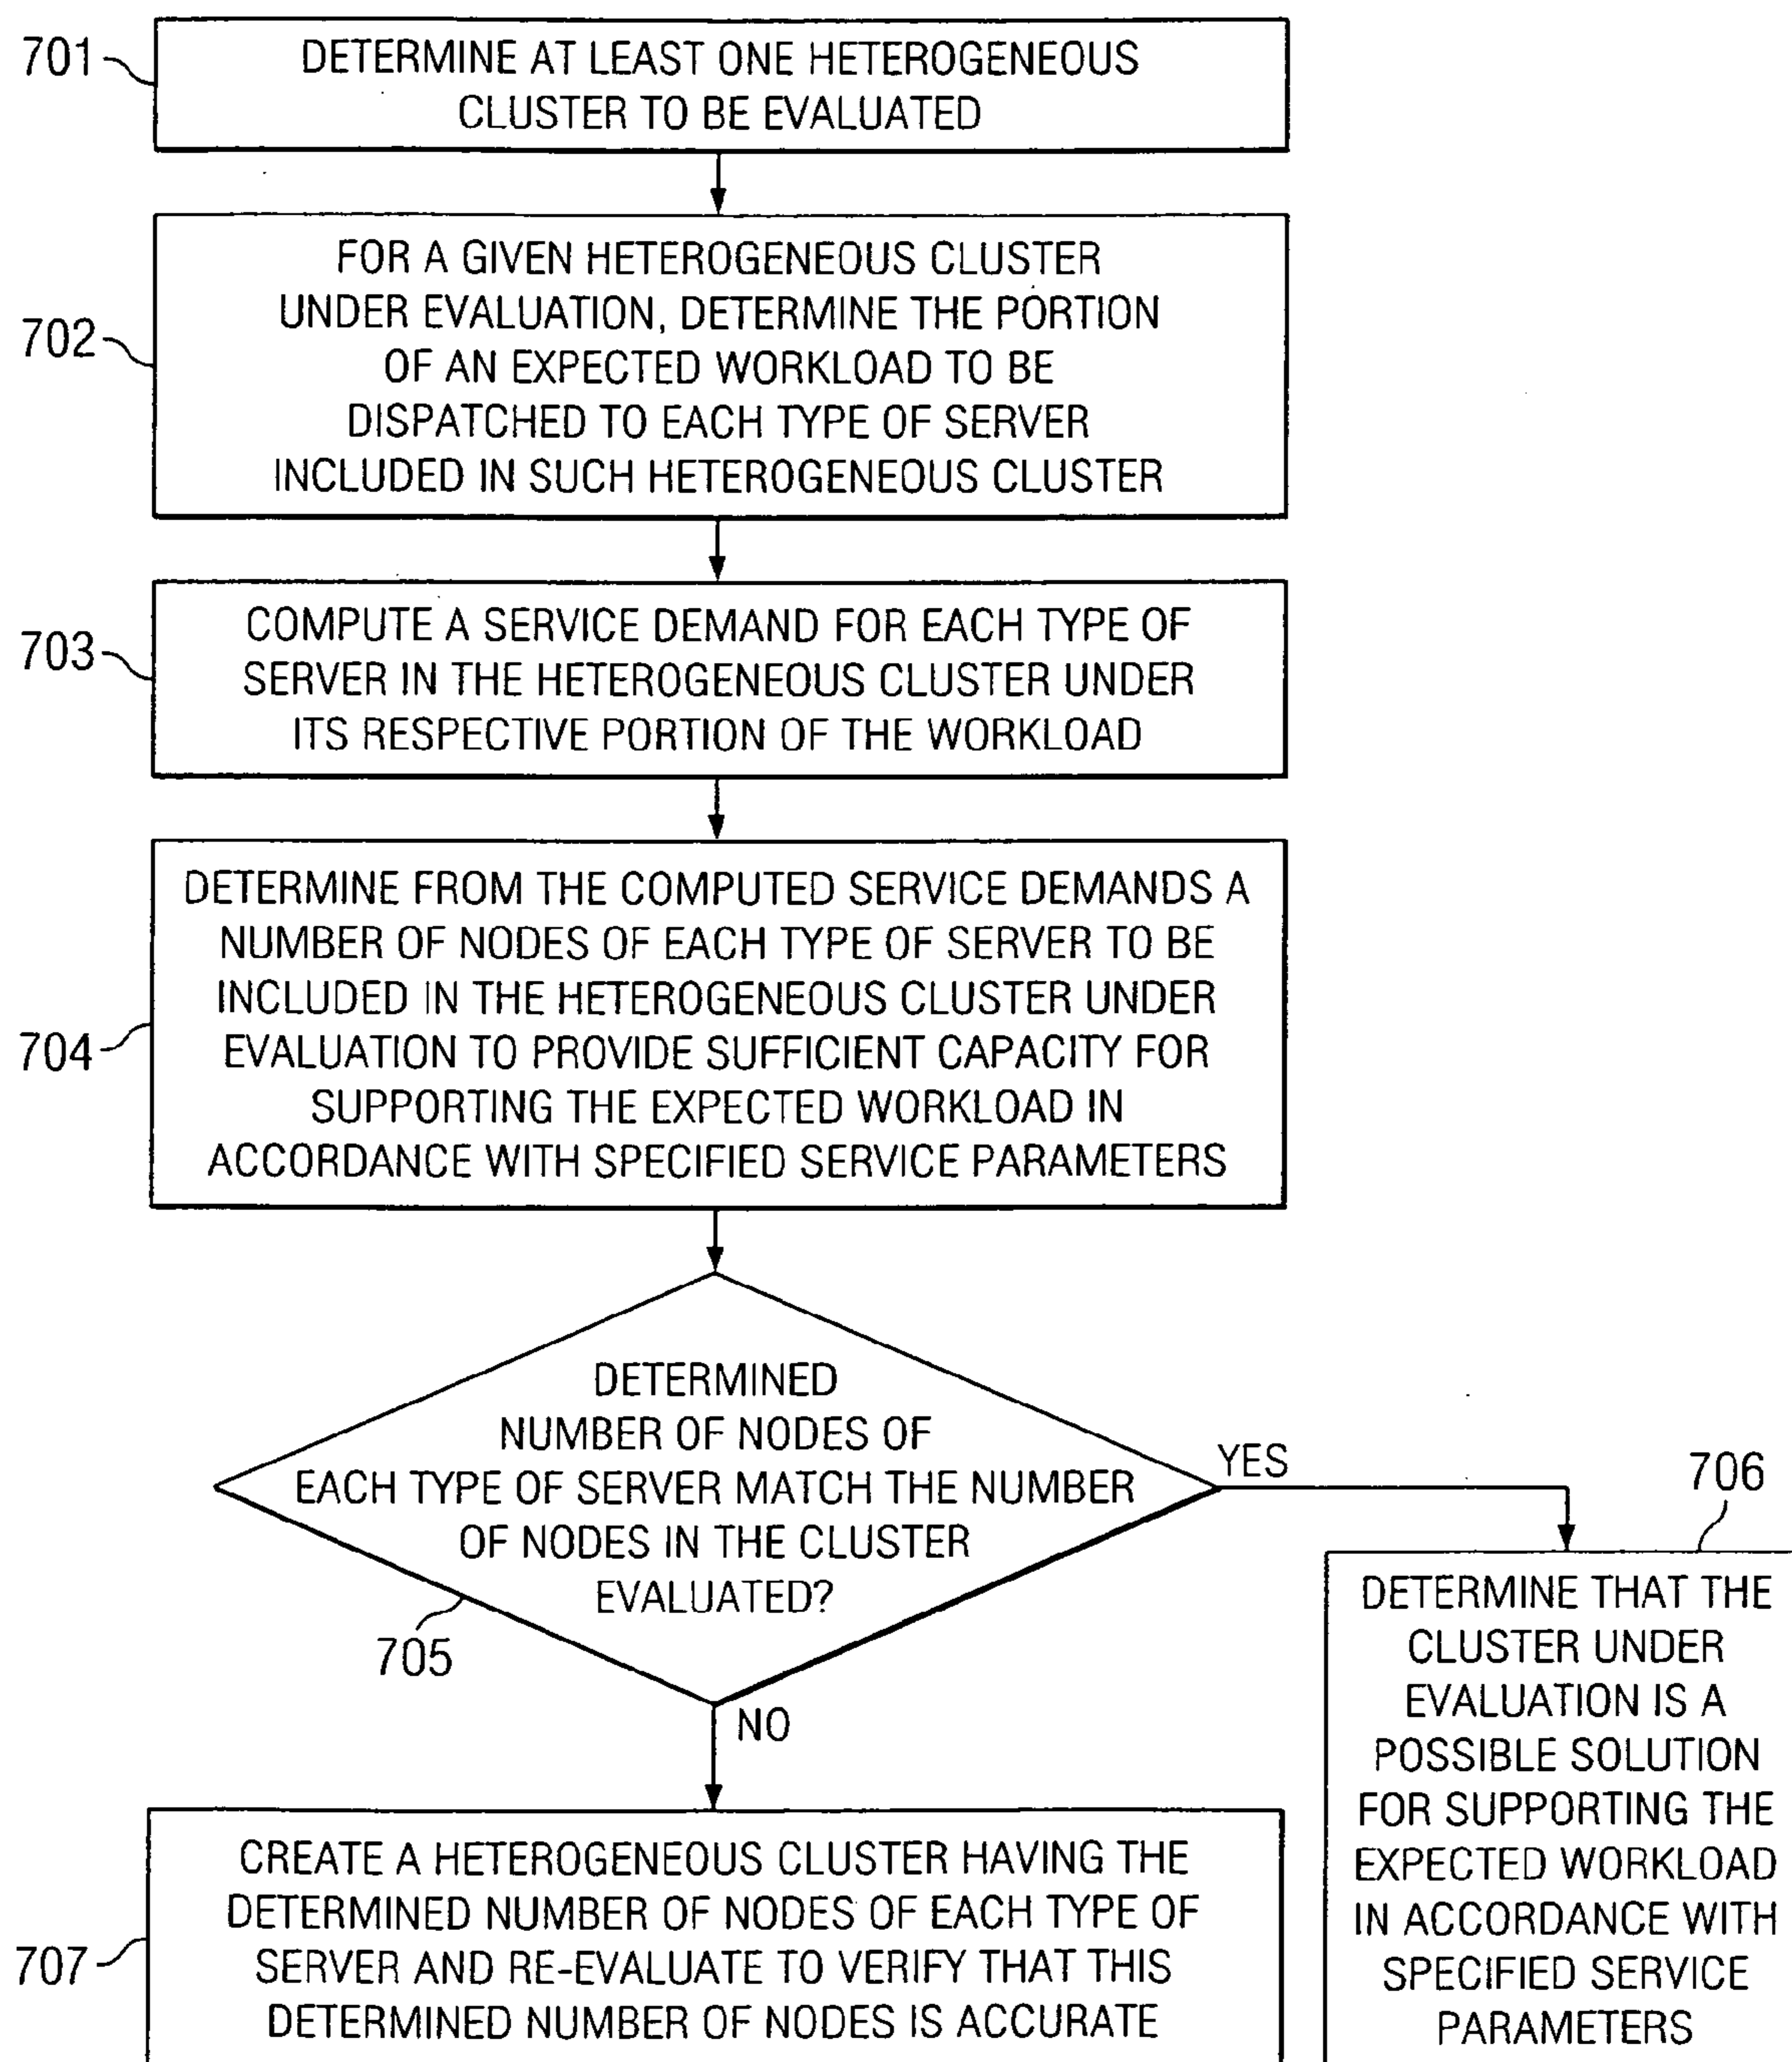 701
DETERMINE AT LEAST ONE HETEROGENEOUS
CLUSTER TO BE EVALUATED
702
FOR A GIVEN HETEROGENEOUS CLUSTER
UNDER EVALUATION, DETERMINE THE PORTION
OF AN EXPECTED WORKLOAD TO BE
DISPATCHED TO EACH TYPE OF SERVER
INCLUDED IN SUCH HETEROGENEOUS CLUSTER
703
COMPUTE A SERVICE DEMAND FOR EACH TYPE OF
SERVER IN THE HETEROGENEOUS CLUSTER UNDER
ITS RESPECTIVE PORTION OF THE WORKLOAD
704
DETERMINE FROM THE COMPUTED SERVICE DEMANDS A
NUMBER OF NODES OF EACH TYPE OF SERVER TO BE
INCLUDED IN THE HETEROGENEOUS CLUSTER UNDER
EVALUATION TO PROVIDE SUFFICIENT CAPACITY FOR
SUPPORTING THE EXPECTED WORKLOAD IN
ACCORDANCE WITH SPECIFIED SERVICE PARAMETERS
DETERMINED
NUMBER OF NODES OF
EACH TYPE OF SERVER MATCH THE NUMBER
OF NODES IN THE CLUSTER
EVALUATED?
705
YES
NO
706
DETERMINE THAT THE
CLUSTER UNDER
EVALUATION IS A
POSSIBLE SOLUTION
FOR SUPPORTING THE
EXPECTED WORKLOAD
IN ACCORDANCE WITH
SPECIFIED SERVICE
PARAMETERS
707
CREATE A HETEROGENEOUS CLUSTER HAVING THE
DETERMINED NUMBER OF NODES OF EACH TYPE OF
SERVER AND RE-EVALUATE TO VERIFY THAT THIS
DETERMINED NUMBER OF NODES IS ACCURATE